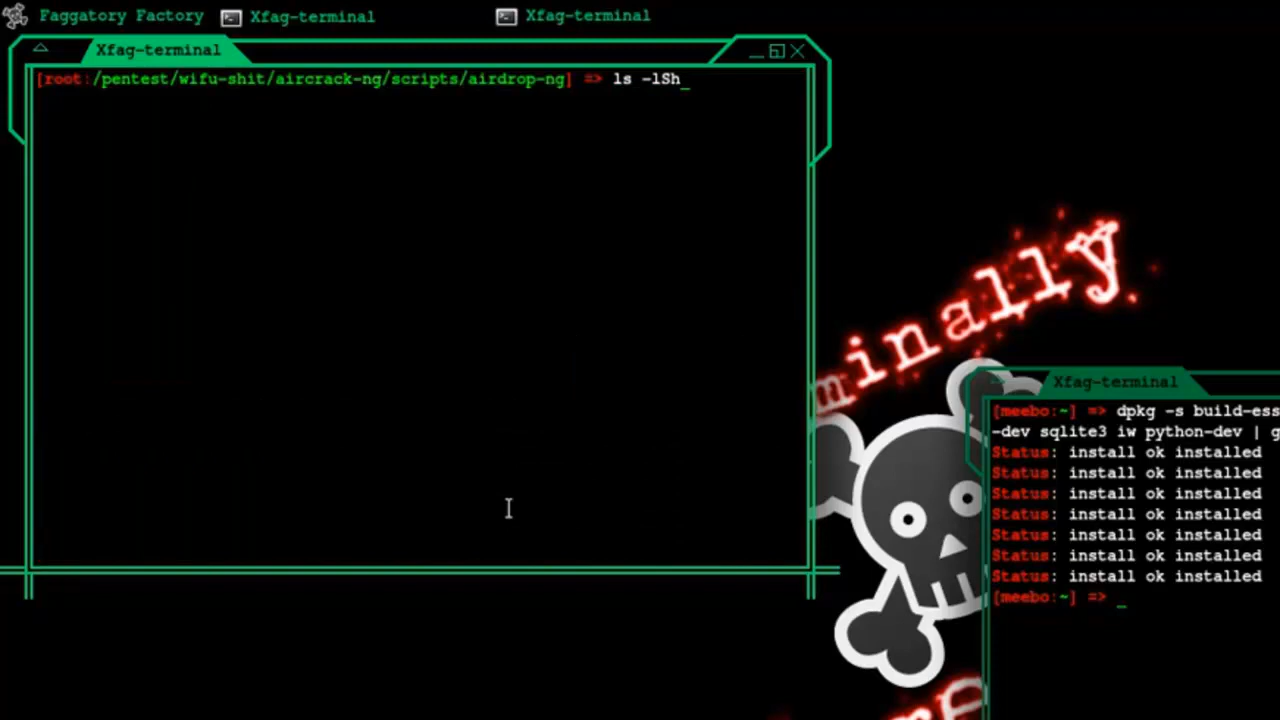 Faggatory Factory
Xfag-terminal
Xfag-terminal
Xfag-terminal
[root:/pentest/wifu-shit/aircrack-ng/scripts/airdrop-ng] => ls -lSh_
minally
Xfag-terminal
[meebo:~] => dpkg -s build-ess
-dev sqlite3 iw python-dev | g
Status: install ok installed
Status: install ok installed
Status: install ok installed
Status: install ok installed
Status: install ok installed
Status: install ok installed
Status: install ok installed
[meebo:~] => _